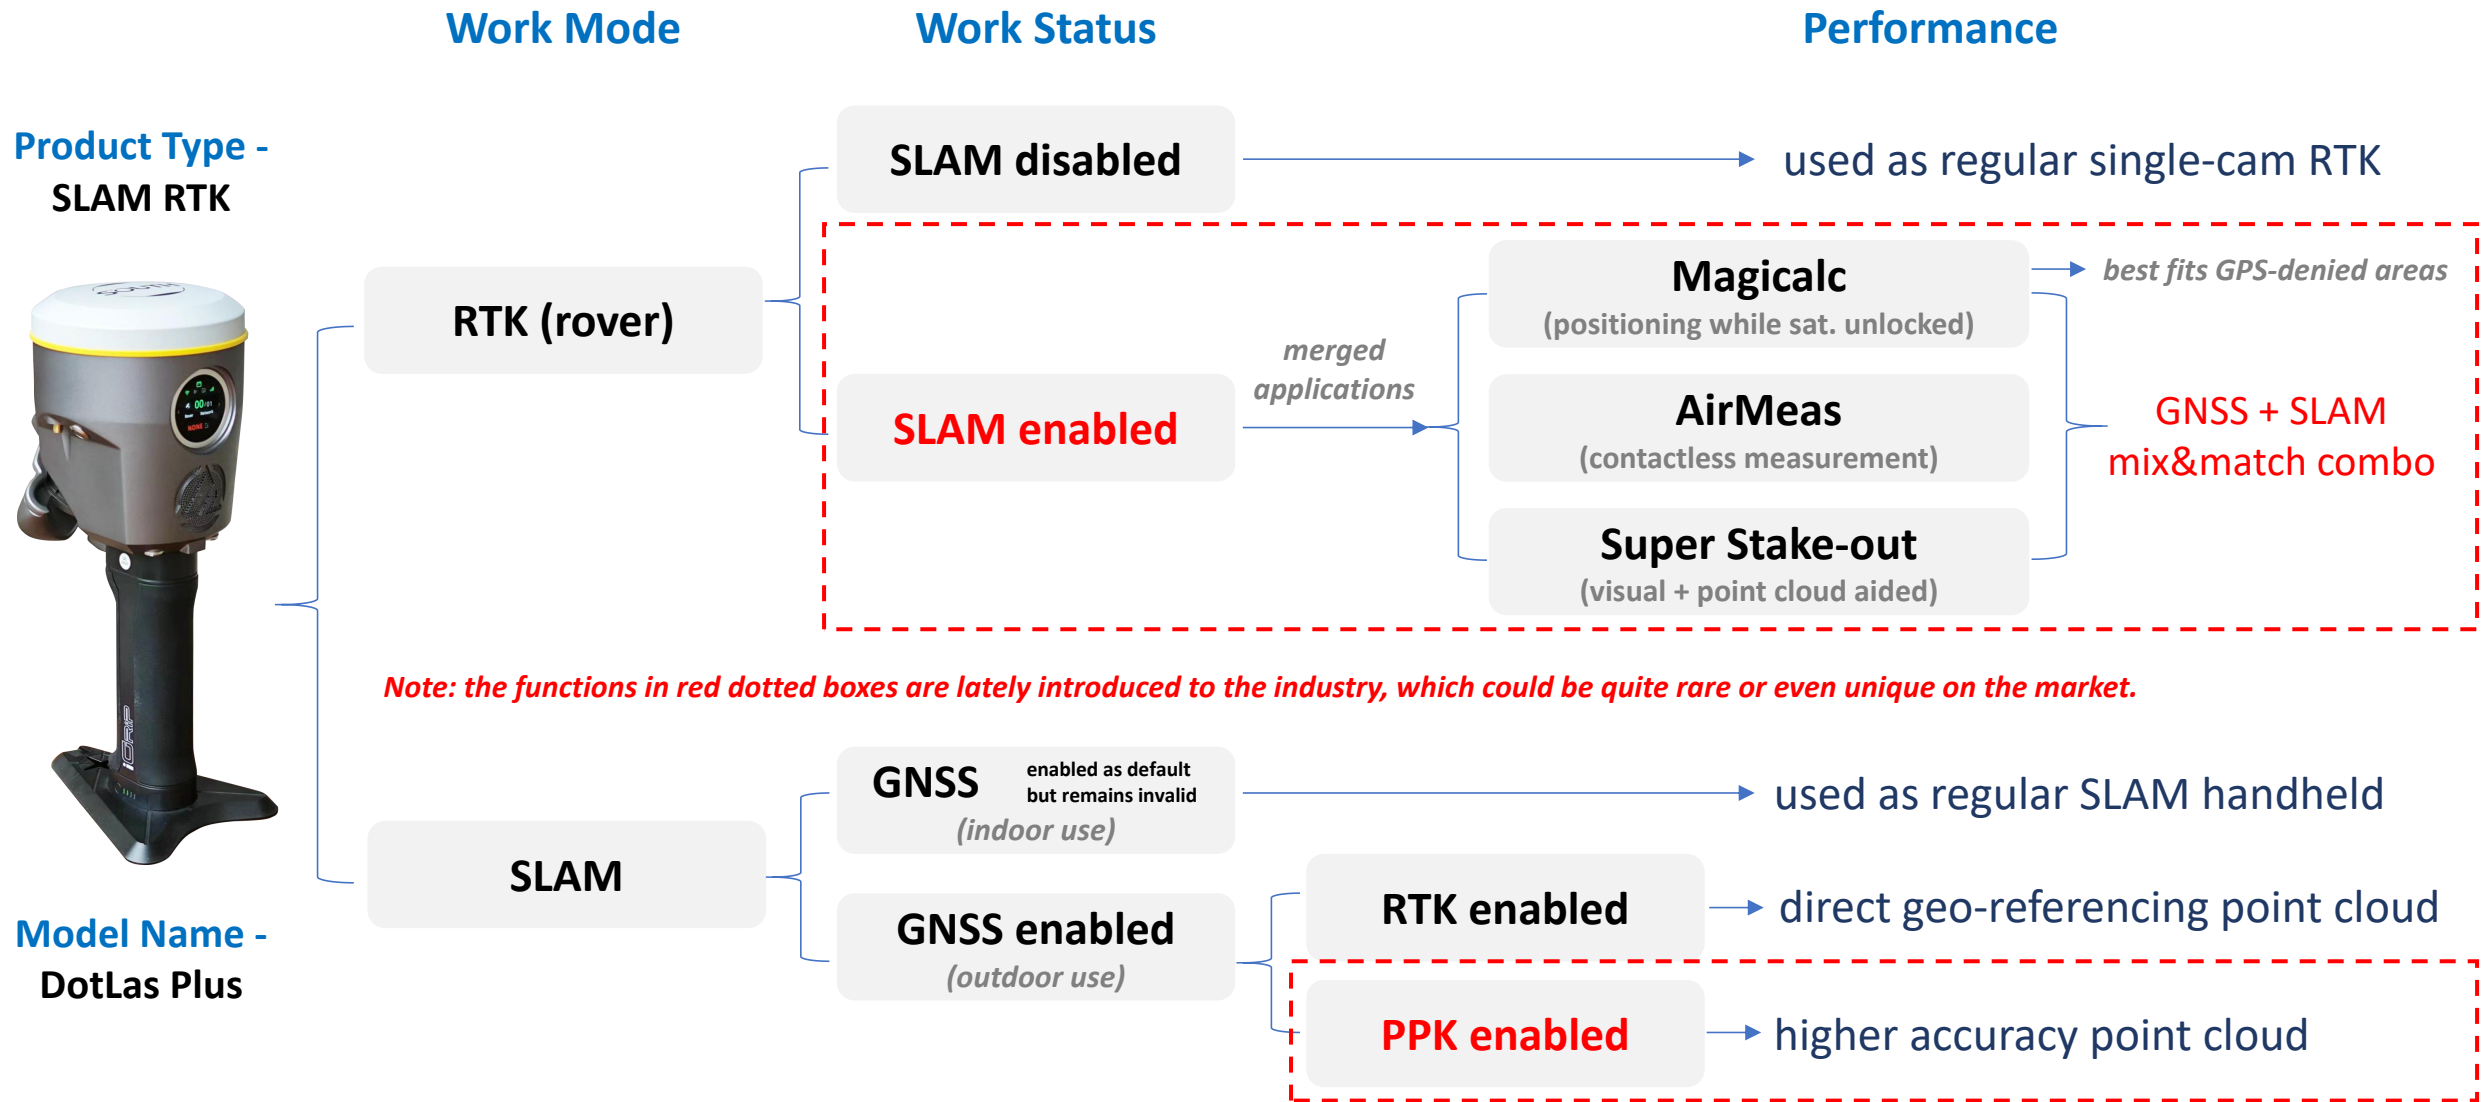 Work Mode
Work Status
Performance
Product Type -
SLAM RTK
SLAM disabled
used as regular single-cam RTK
RTK (rover)
SLAM enabled
merged
applications
Magicalc
(positioning while sat. unlocked)
best fits GPS-denied areas
AirMeas
(contactless measurement)
GNSS + SLAM
mix&match combo
Super Stake-out
(visual + point cloud aided)
Note: the functions in red dotted boxes are lately introduced to the industry, which could be quite rare or even unique on the market.
GNSS
enabled as default
but remains invalid
(indoor use)
used as regular SLAM handheld
SLAM
GNSS enabled
(outdoor use)
RTK enabled
direct geo-referencing point cloud
PPK enabled
higher accuracy point cloud
Model Name -
DotLas Plus
SOUTH
00/01
NONE
iGRIP